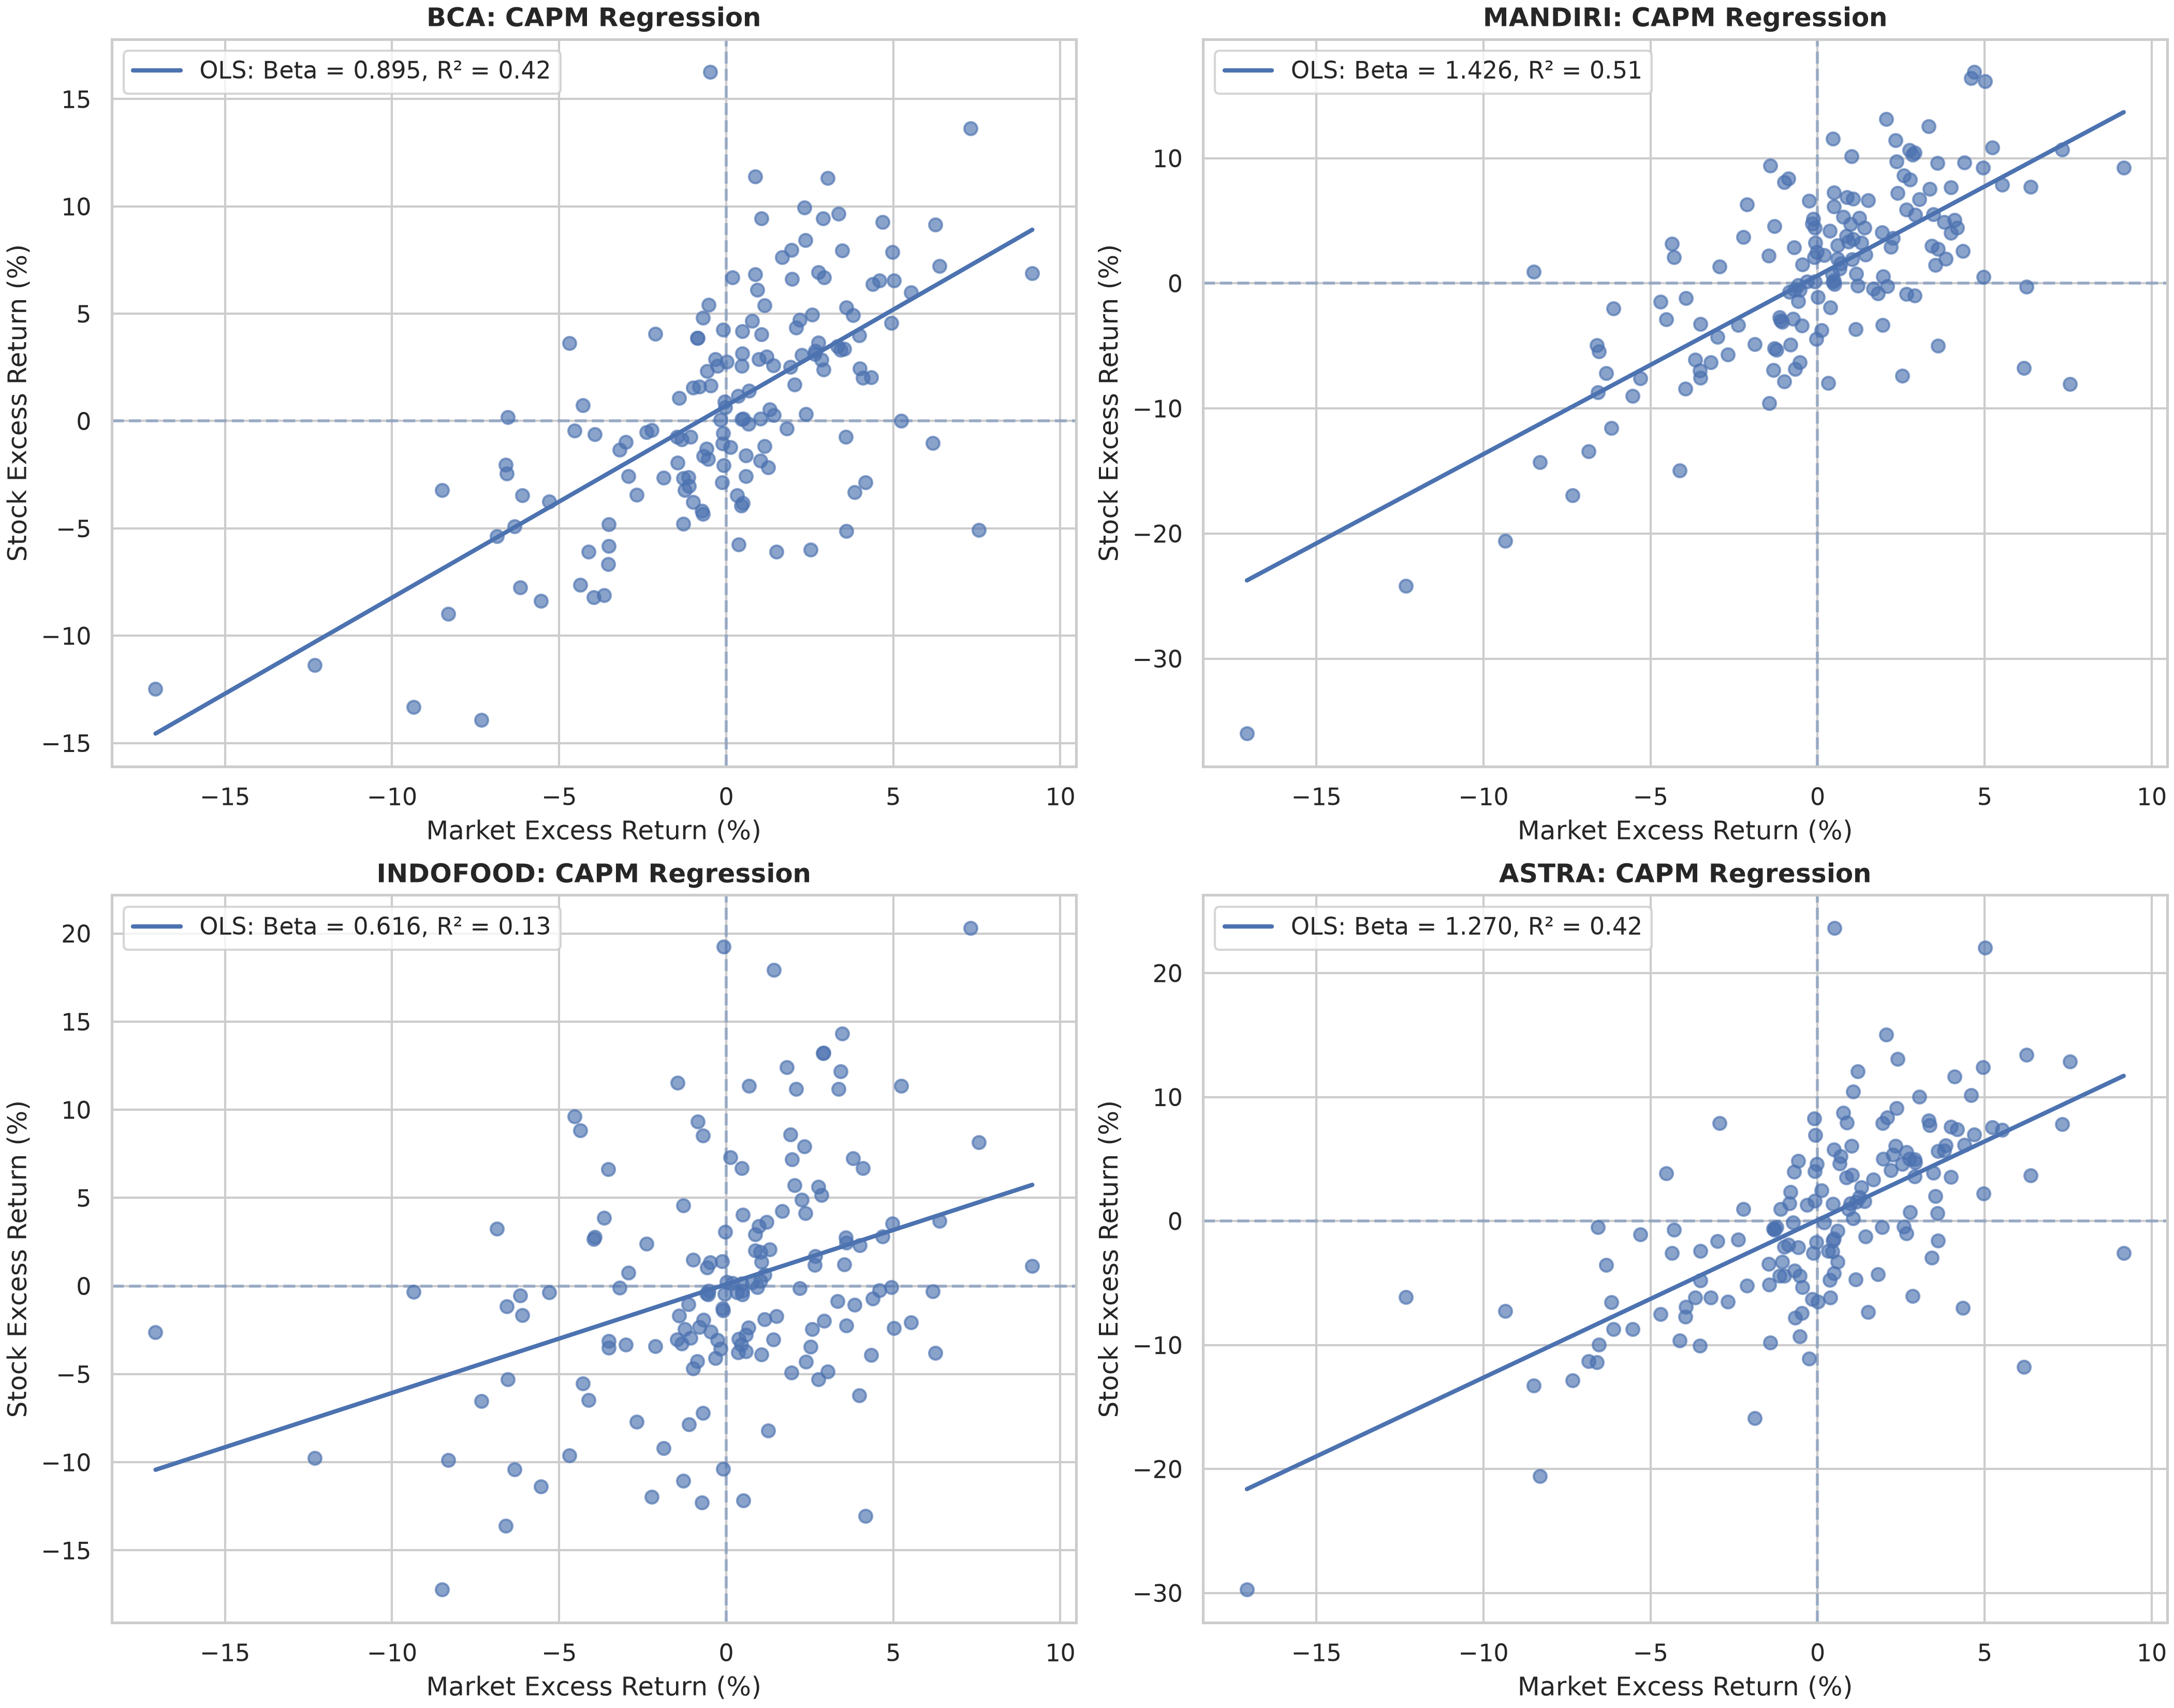 BCA: CAPM Regression
OLS: Beta = 0.895, R² = 0.42
Stock Excess Return (%)
15
10
5
0
−5
−10
−15
−15 −10 −5 0 5 10
Market Excess Return (%)
MANDIRI: CAPM Regression
OLS: Beta = 1.426, R² = 0.51
Stock Excess Return (%)
10
0
−10
−20
−30
−15 −10 −5 0 5 10
Market Excess Return (%)
INDOFOOD: CAPM Regression
OLS: Beta = 0.616, R² = 0.13
Stock Excess Return (%)
20
15
10
5
0
−5
−10
−15
−15 −10 −5 0 5 10
Market Excess Return (%)
ASTRA: CAPM Regression
OLS: Beta = 1.270, R² = 0.42
Stock Excess Return (%)
20
10
0
−10
−20
−30
−15 −10 −5 0 5 10
Market Excess Return (%)